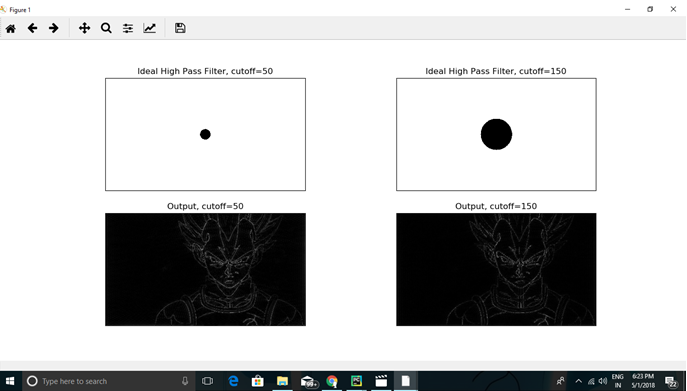 Figure 1
Ideal High Pass Filter, cutoff=50
Ideal High Pass Filter, cutoff=150
Output, cutoff=50
Output, cutoff=150
Type here to search
99+
ENG
IN
6:23 PM
5/1/2018
22